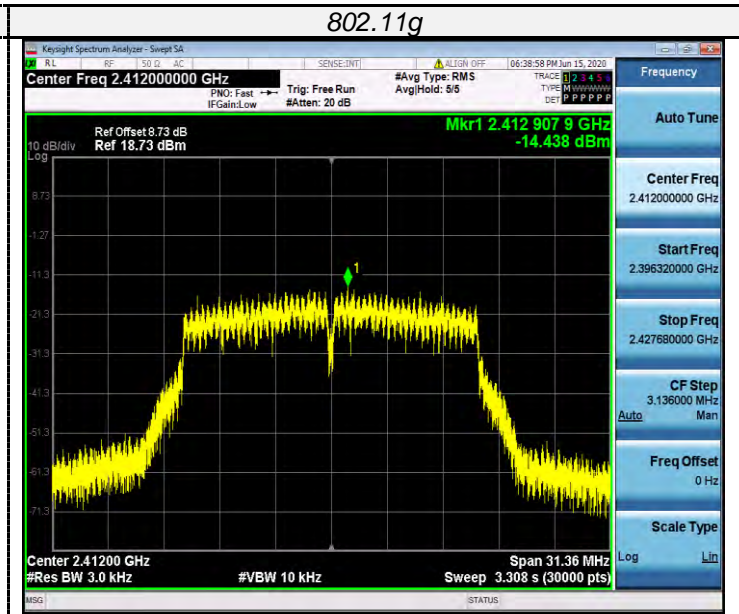 802.11g
Keysight Spectrum Analyzer - Swept SA
RL RF 50 Ω AC SENSE:INT ALIGN OFF 06:38:58 PM Jun 15, 2020
Center Freq 2.412000000 GHz
PNO: Fast
IFGain:Low
Trig: Free Run
#Atten: 20 dB
#Avg Type: RMS
Avg|Hold: 5/5
TRACE 1 2 3 4 5 6
TYPE M WWWWW
DET P P P P P P
Ref Offset 8.73 dB
Ref 18.73 dBm
10 dB/div
Log
Mkr1 2.412 907 9 GHz
-14.438 dBm
8.73
-1.27
-11.3
-21.3
-31.3
-41.3
-51.3
-61.3
-71.3
1
Center 2.41200 GHz
#Res BW 3.0 kHz
#VBW 10 kHz
Span 31.36 MHz
Sweep 3.308 s (30000 pts)
MSG
STATUS
Frequency
Auto Tune
Center Freq
2.412000000 GHz
Start Freq
2.396320000 GHz
Stop Freq
2.427680000 GHz
CF Step
3.136000 MHz
Auto Man
Freq Offset
0 Hz
Scale Type
Log Lin